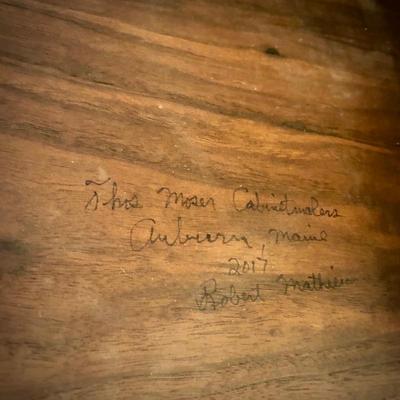 Thos Moser Cabinetmakers
Auburn, Maine
2017
Robert Mathieu